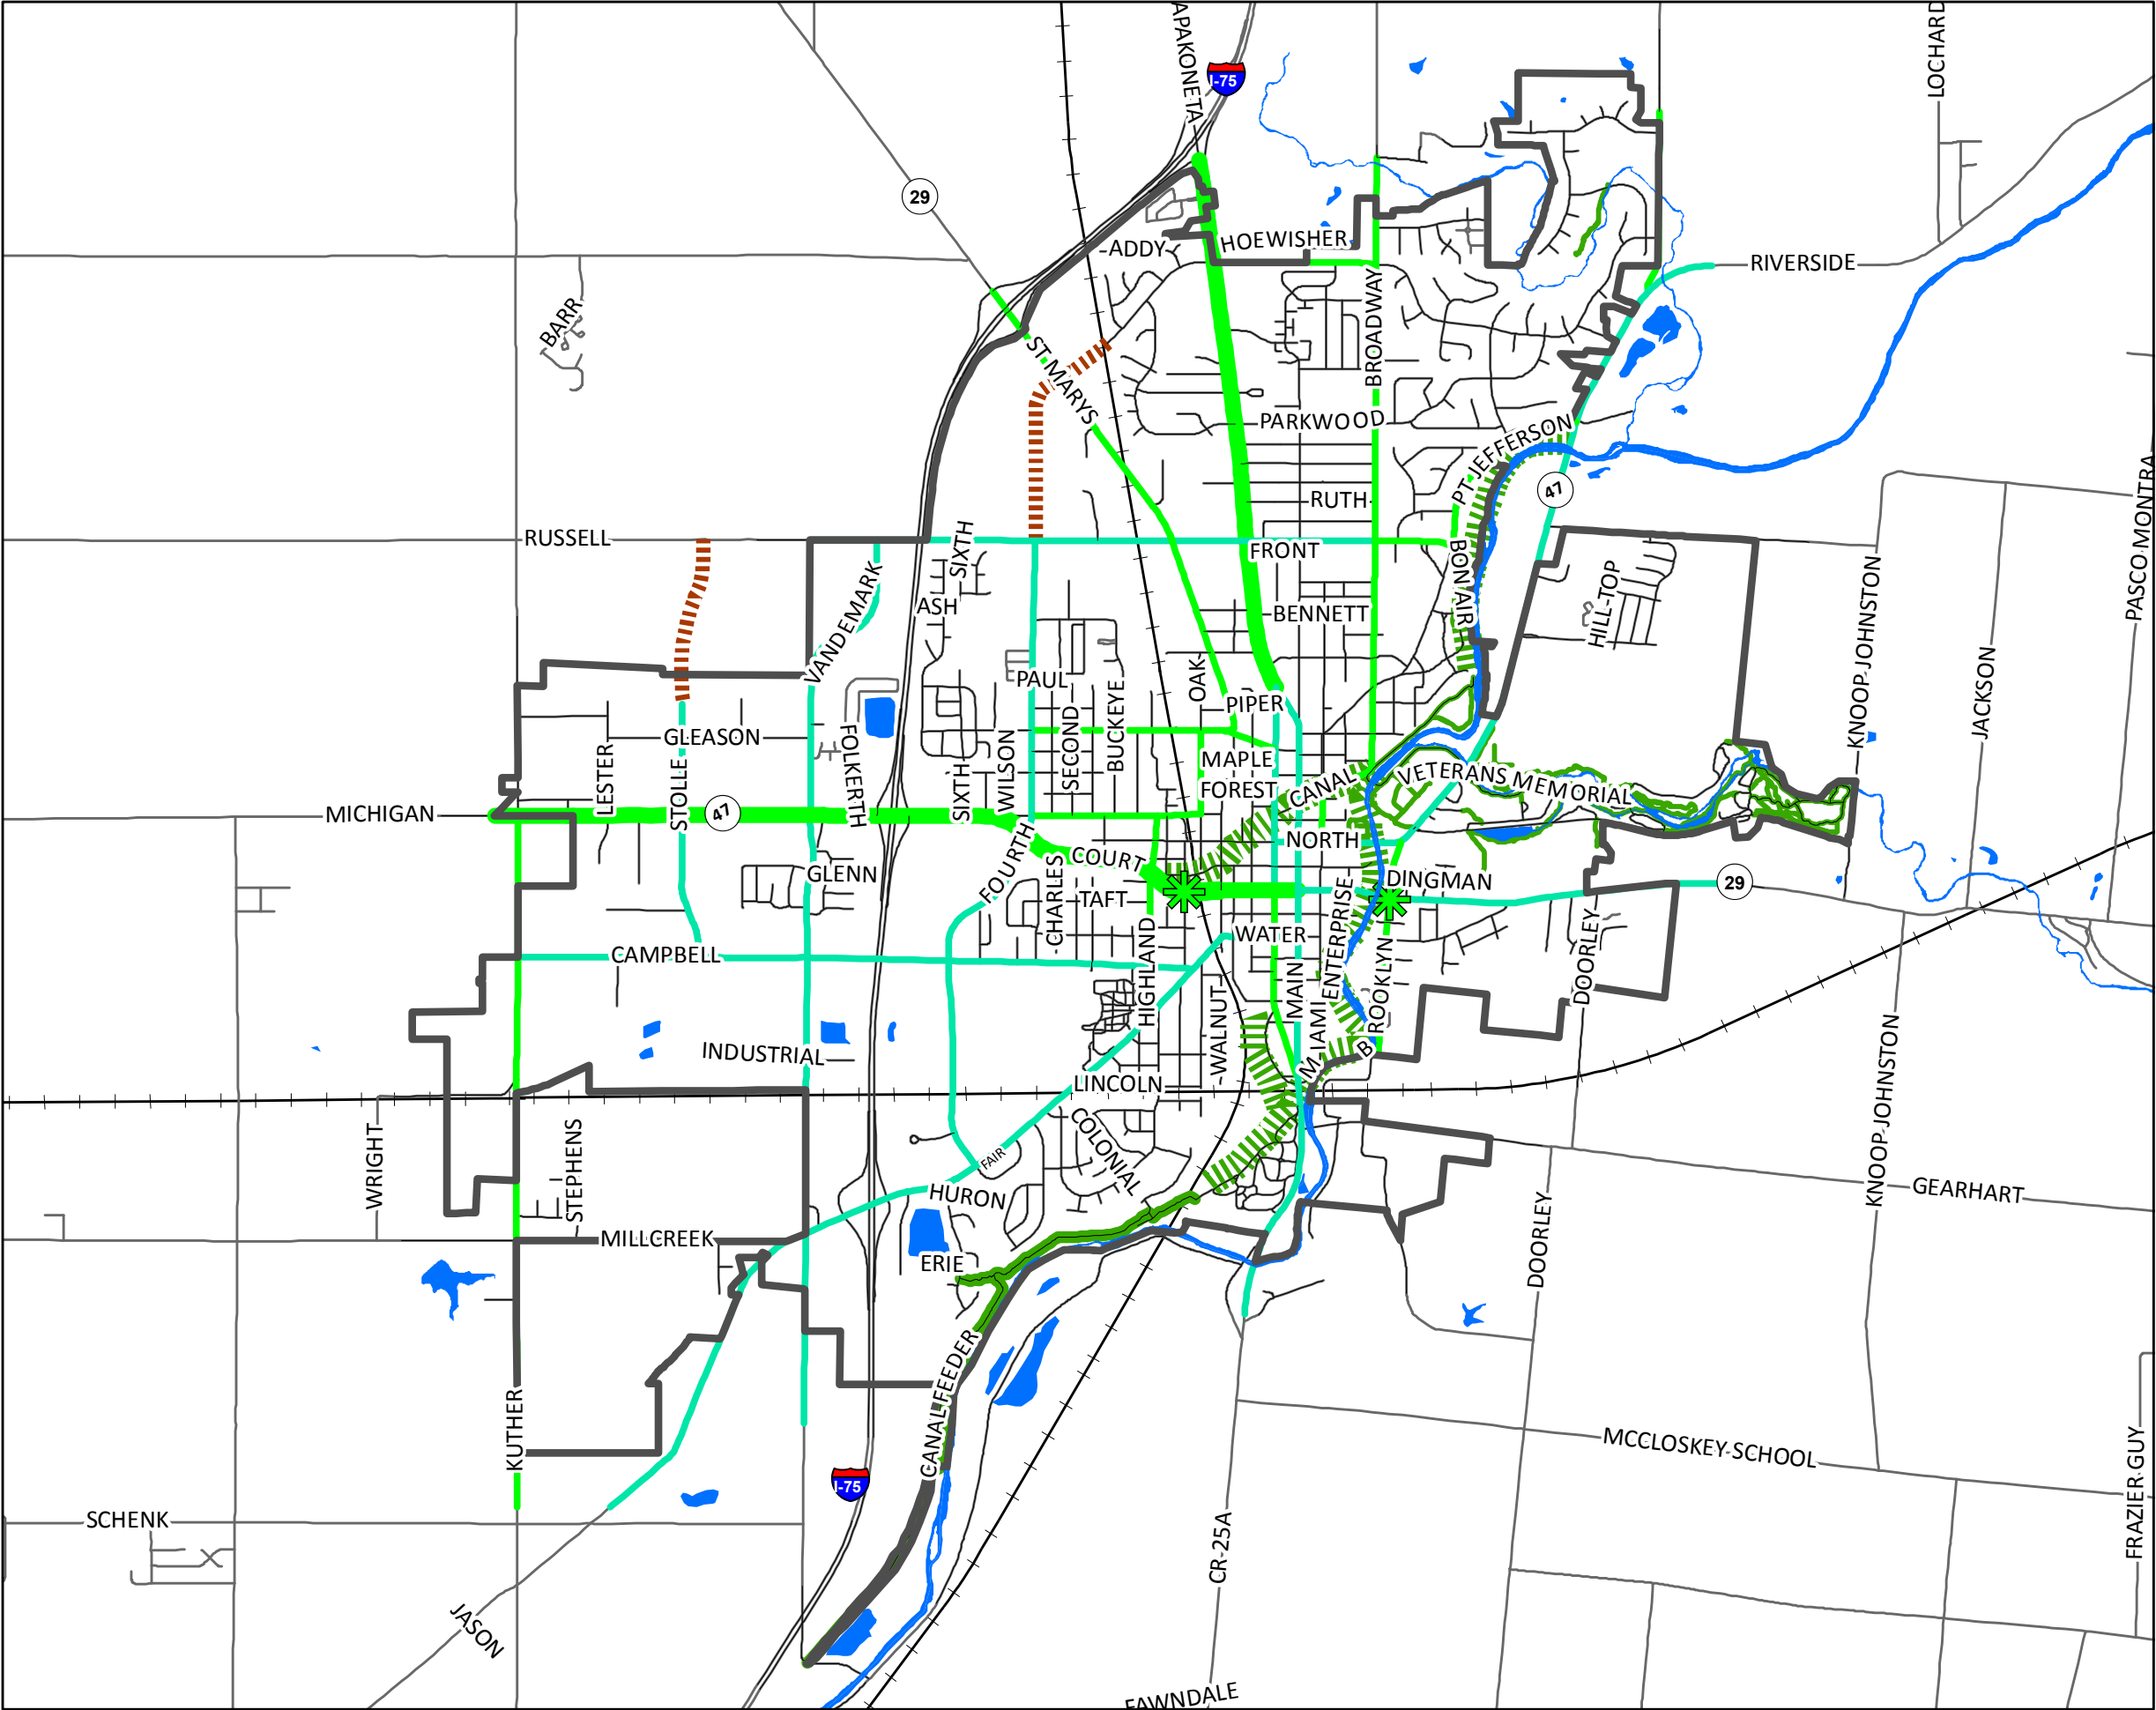 LOCHARD
APAKONETA
I-75
29
ADDY
HOEWISHER
RIVERSIDE
BARR
ST MARYS
BROADWAY
PARKWOOD
PT JEFFERSON
47
RUTH
PASCO MONTRA
RUSSELL
SIXTH
FRONT
BON AIR
HILL-TOP
KNOOP-JOHNSTON
VANDEMARK
ASH
BENNETT
JACKSON
PAUL
OAK
PIPER
GLEASON
FOLKERTH
SECOND
BUCKEYE
MAPLE
LESTER
STOLLE
SIXTH
WILSON
FOREST
CANAL
VETERANS MEMORIAL
MICHIGAN
47
NORTH
FOURTH
COURT
GLENN
CHARLES
TAFT
DINGMAN
29
ENTERPRISE
HIGHLAND
WATER
DOORLEY
CAMPBELL
BROOKLYN
WALNUT
MAIN
MIAMI
INDUSTRIAL
KNOOP-JOHNSTON
LINCOLN
COLONIAL
WRIGHT
STEPHENS
FAIR
HURON
GEARHART
MILLCREEK
DOORLEY
ERIE
CANAL FEEDER
KUTHER
MCCLOSKEY-SCHOOL
I-75
FRAZIER GUY
SCHENK
CR-25A
JASON
FAWNDALE